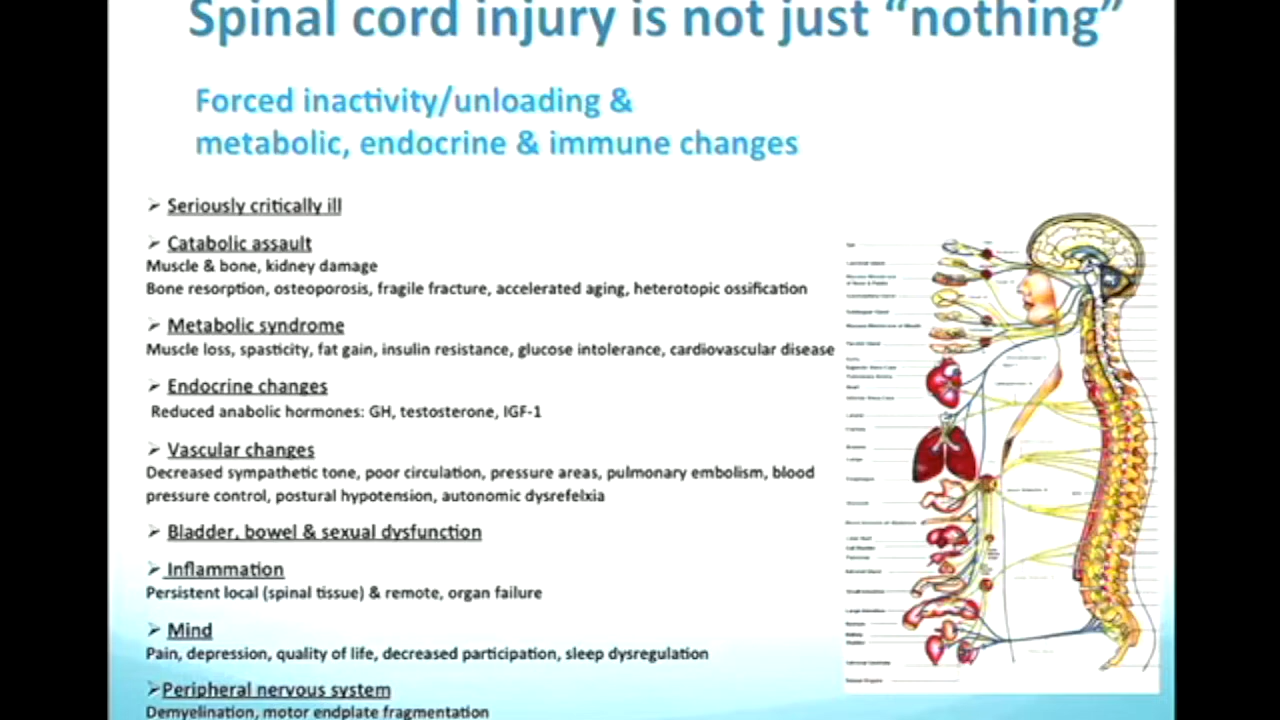 Spinal cord injury is not just “nothing”
Forced inactivity/unloading &
metabolic, endocrine & immune changes
➢ Seriously critically ill
➢ Catabolic assault
Muscle & bone, kidney damage
Bone resorption, osteoporosis, fragile fracture, accelerated aging, heterotopic ossification
➢ Metabolic syndrome
Muscle loss, spasticity, fat gain, insulin resistance, glucose intolerance, cardiovascular disease
➢ Endocrine changes
Reduced anabolic hormones: GH, testosterone, IGF-1
➢ Vascular changes
Decreased sympathetic tone, poor circulation, pressure areas, pulmonary embolism, blood
pressure control, postural hypotension, autonomic dysrefelxia
➢ Bladder, bowel & sexual dysfunction
➢ Inflammation
Persistent local (spinal tissue) & remote, organ failure
➢ Mind
Pain, depression, quality of life, decreased participation, sleep dysregulation
➢ Peripheral nervous system
Demyelination, motor endplate fragmentation